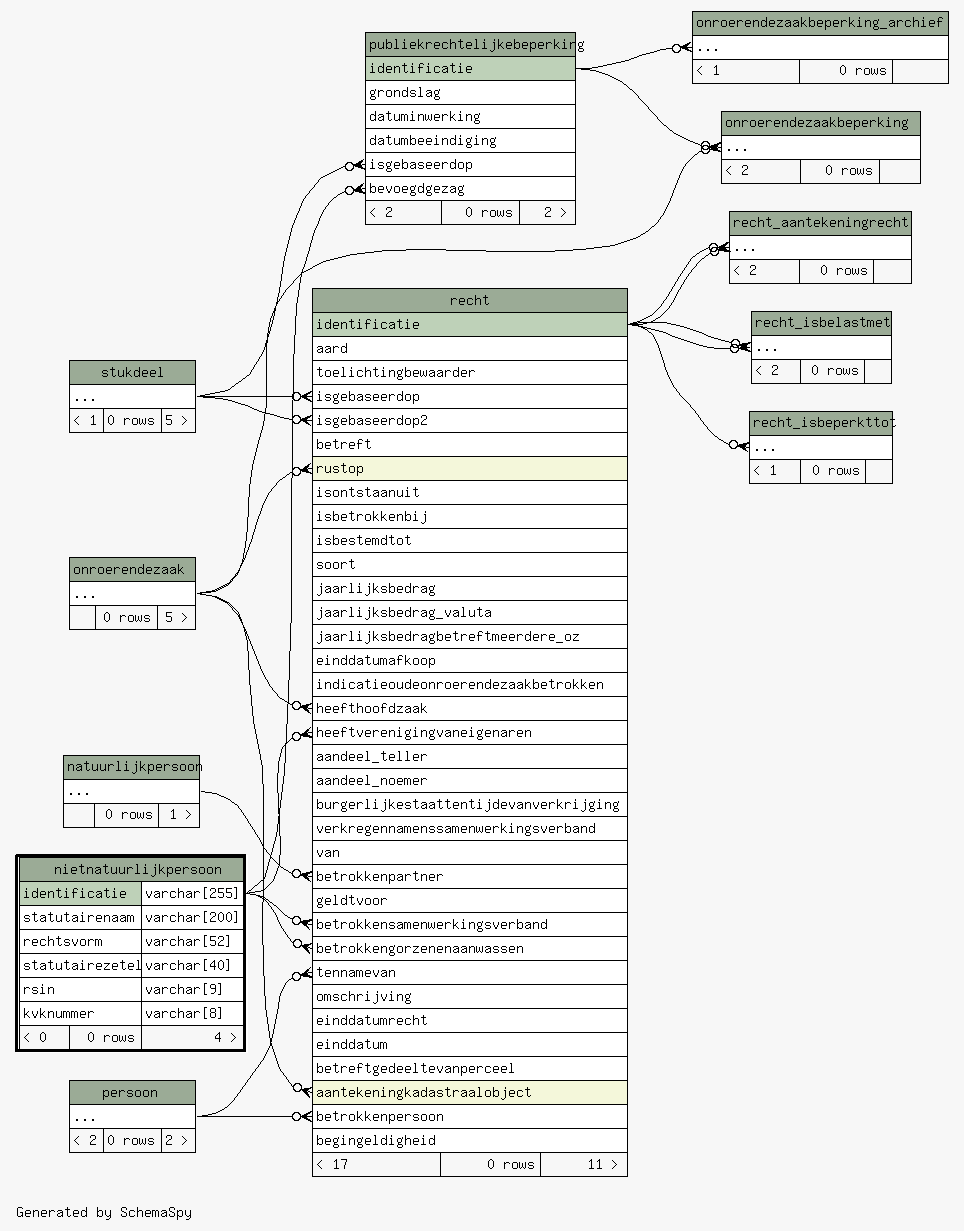 onroerendezaakbeperking_archief
...
< 1 0 rows
publiekrechtelijkebeperking
identificatie
grondslag
datuminwerking
datumbeeindiging
isgebaseerdop
bevoegdgezag
< 2 0 rows 2 >
onroerendezaakbeperking
...
< 2 0 rows
recht_aantekeningrecht
...
< 2 0 rows
recht_isbelastmet
...
< 2 0 rows
recht_isbeperkttot
...
< 1 0 rows
recht
identificatie
aard
toelichtingbewaarder
isgebaseerdop
isgebaseerdop2
betreft
rustop
isontstaanuit
isbetrokkenbij
isbestemdtot
soort
jaarlijksbedrag
jaarlijksbedrag_valuta
jaarlijksbedragbetreftmeerdere_oz
einddatumafkoop
indicatieoudeonroerendezaakbetrokken
heefthoofdzaak
heeftverenigingvaneigenaren
aandeel_teller
aandeel_noemer
burgerlijkestaattentijdevanverkrijging
verkregennamenssamenwerkingsverband
van
betrokkenpartner
geldtvoor
betrokkensamenwerkingsverband
betrokkengorzenenaanwassen
tennamevan
omschrijving
einddatumrecht
einddatum
betreftgedeeltevanperceel
aantekeningkadastraalobject
betrokkenpersoon
begingeldigheid
< 17 0 rows 11 >
stukdeel
...
< 1 0 rows 5 >
onroerendezaak
...
0 rows 5 >
natuurlijkpersoon
...
0 rows 1 >
nietnatuurlijkpersoon
identificatie varchar[255]
statutairenaam varchar[200]
rechtsvorm varchar[52]
statutairezetel varchar[40]
rsin varchar[9]
kvknummer varchar[8]
< 0 0 rows 4 >
persoon
...
< 2 0 rows 2 >
Generated by SchemaSpy